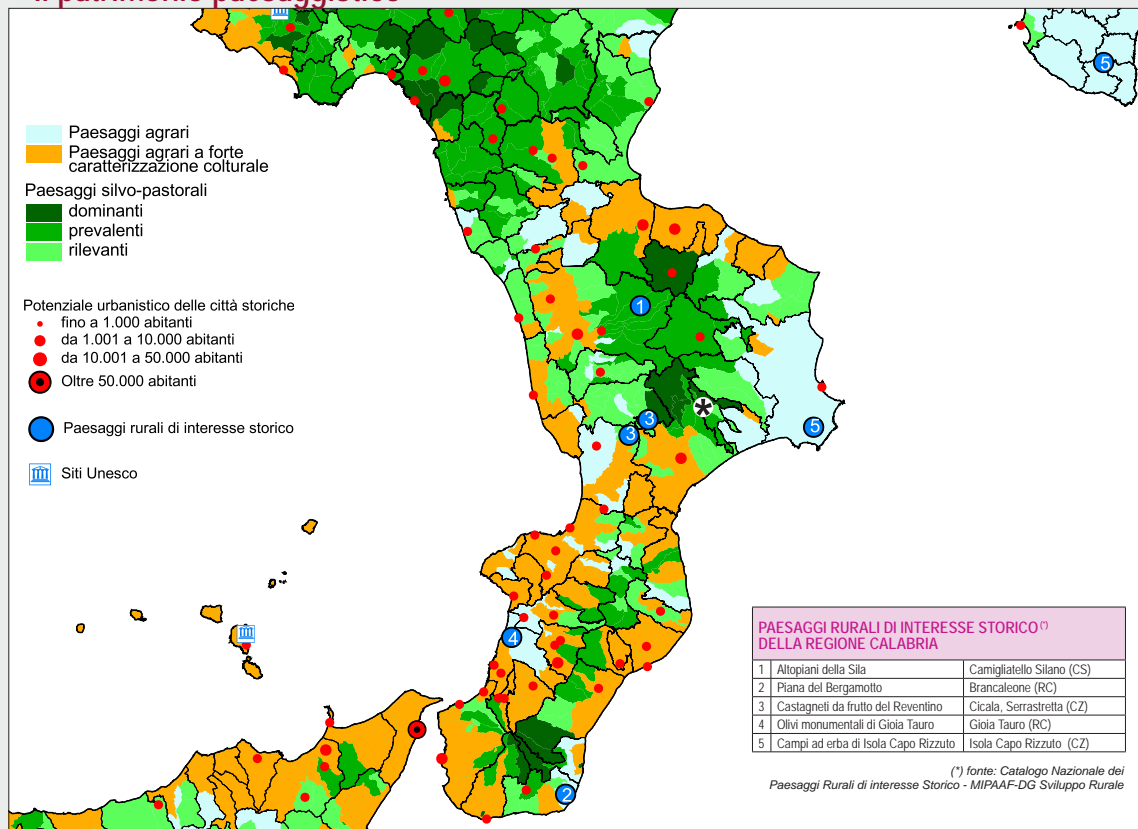 Il patrimonio paesaggistico
5
Paesaggi agrari
Paesaggi agrari a forte
caratterizzazione colturale
Paesaggi silvo-pastorali
dominanti
prevalenti
rilevanti
1
Potenziale urbanistico delle città storiche
fino a 1.000 abitanti
da 1.001 a 10.000 abitanti
da 10.001 a 50.000 abitanti
Oltre 50.000 abitanti
*
3
3
5
Paesaggi rurali di interesse storico
Siti Unesco
4
2
PAESAGGI RURALI DI INTERESSE STORICO (*)
DELLA REGIONE CALABRIA
1 Altopiani della Sila Camigliatello Silano (CS)
2 Piana del Bergamotto Brancaleone (RC)
3 Castagneti da frutto del Reventino Cicala, Serrastretta (CZ)
4 Olivi monumentali di Gioia Tauro Gioia Tauro (RC)
5 Campi ad erba di Isola Capo Rizzuto Isola Capo Rizzuto (CZ)
(*) fonte: Catalogo Nazionale dei
Paesaggi Rurali di interesse Storico - MIPAAF-DG Sviluppo Rurale